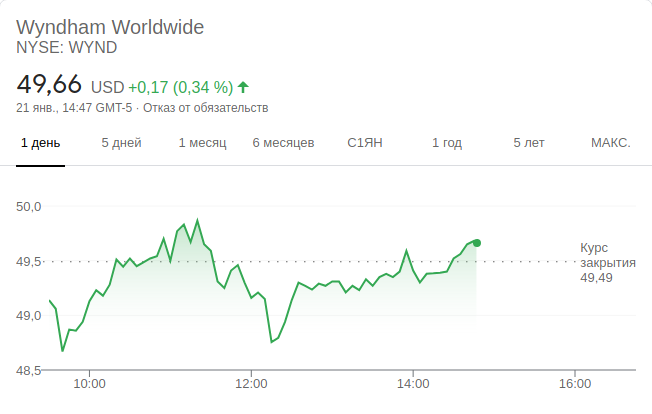 Wyndham Worldwide
NYSE: WYND
49,66 USD +0,17 (0,34 %)
21 янв., 14:47 GMT-5 · Отказ от обязательств
1 день 5 дней 1 месяц 6 месяцев С1ЯН 1 год 5 лет МАКС.
50,0
49,5
49,0
48,5
Курс
закрытия
49,49
10:00 12:00 14:00 16:00